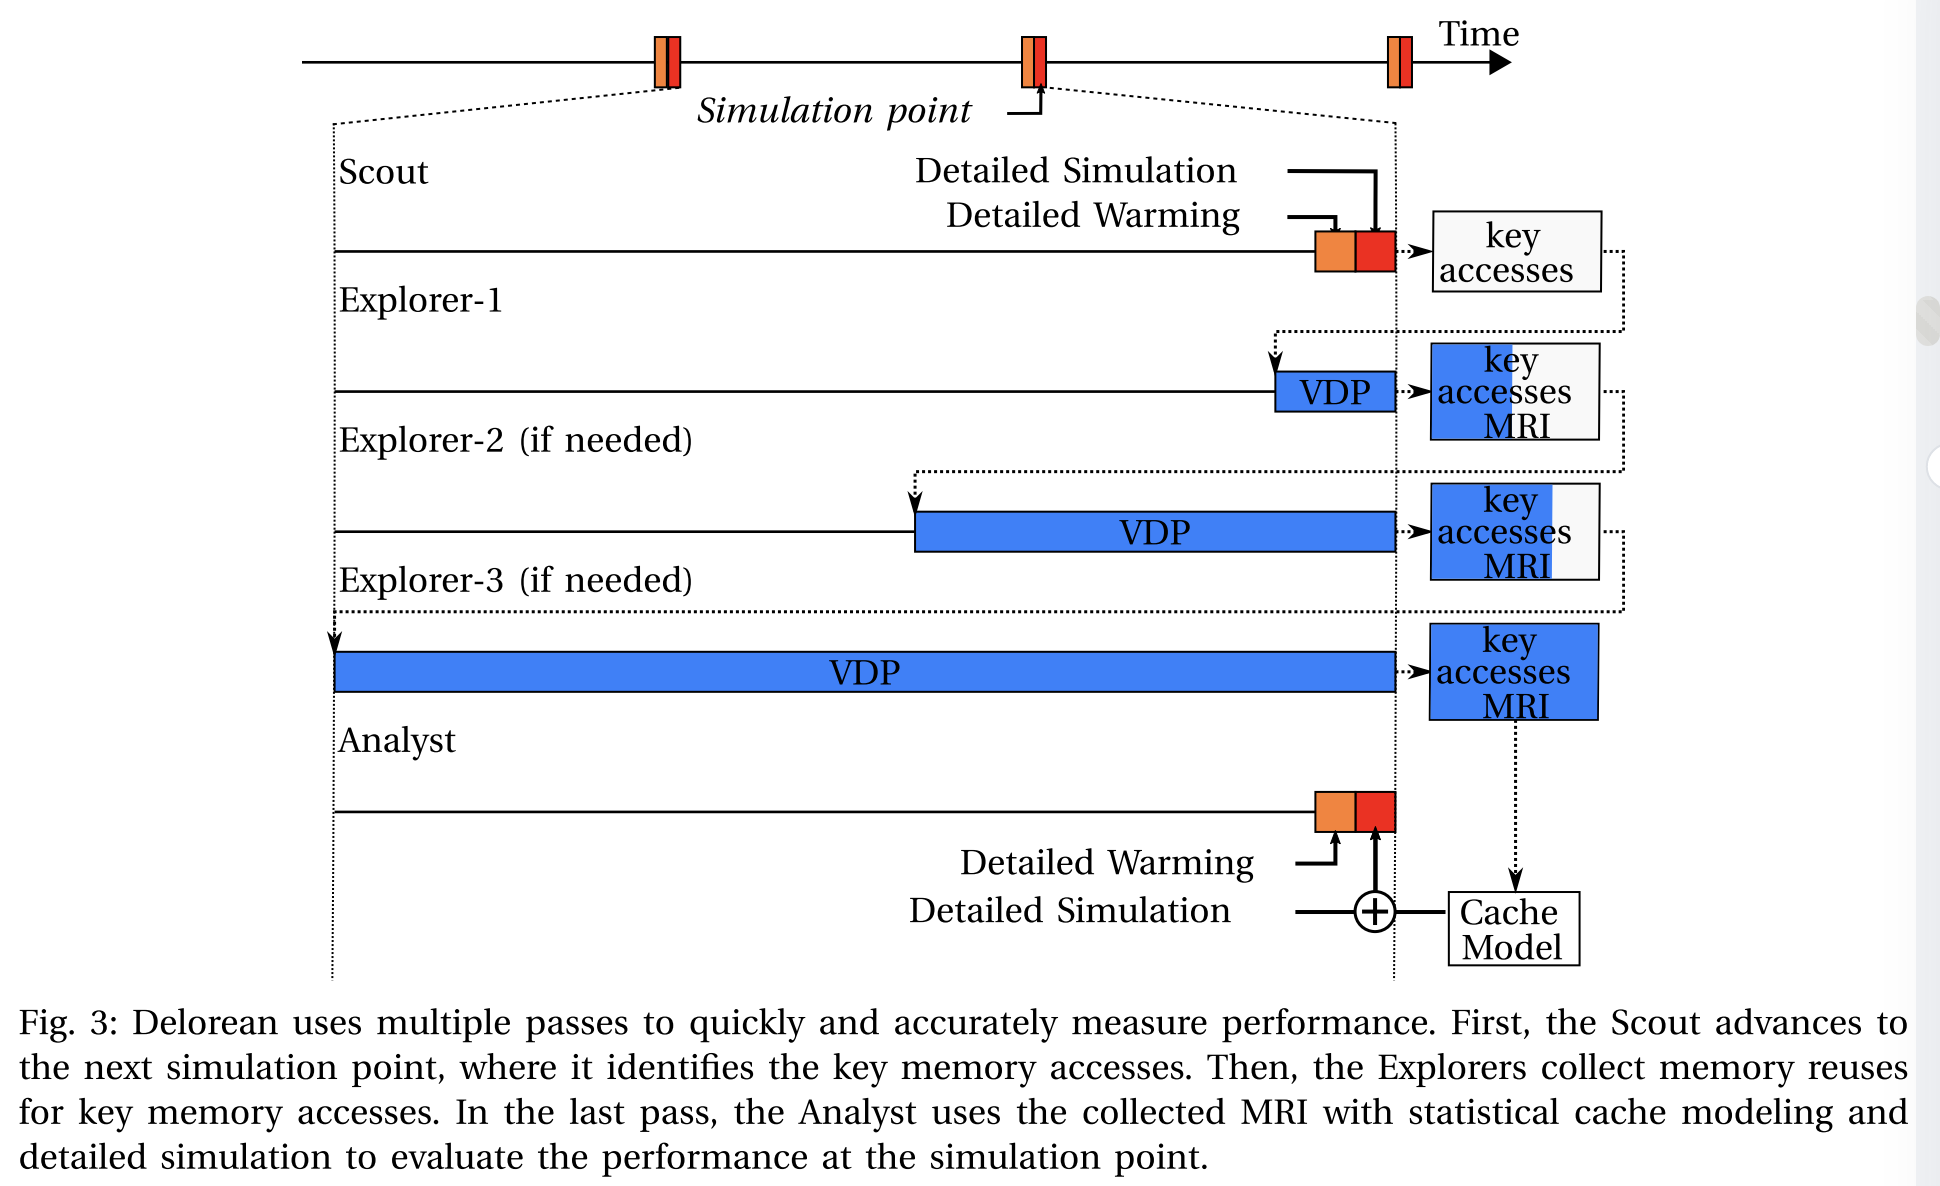 Time
Simulation point
Scout
Detailed Simulation
Detailed Warming
key
accesses
Explorer-1
VDP
key
accesses
MRI
Explorer-2 (if needed)
VDP
key
accesses
MRI
Explorer-3 (if needed)
VDP
key
accesses
MRI
Analyst
Detailed Warming
Detailed Simulation
Cache
Model
Fig. 3: Delorean uses multiple passes to quickly and accurately measure performance. First, the Scout advances to
the next simulation point, where it identifies the key memory accesses. Then, the Explorers collect memory reuses
for key memory accesses. In the last pass, the Analyst uses the collected MRI with statistical cache modeling and
detailed simulation to evaluate the performance at the simulation point.